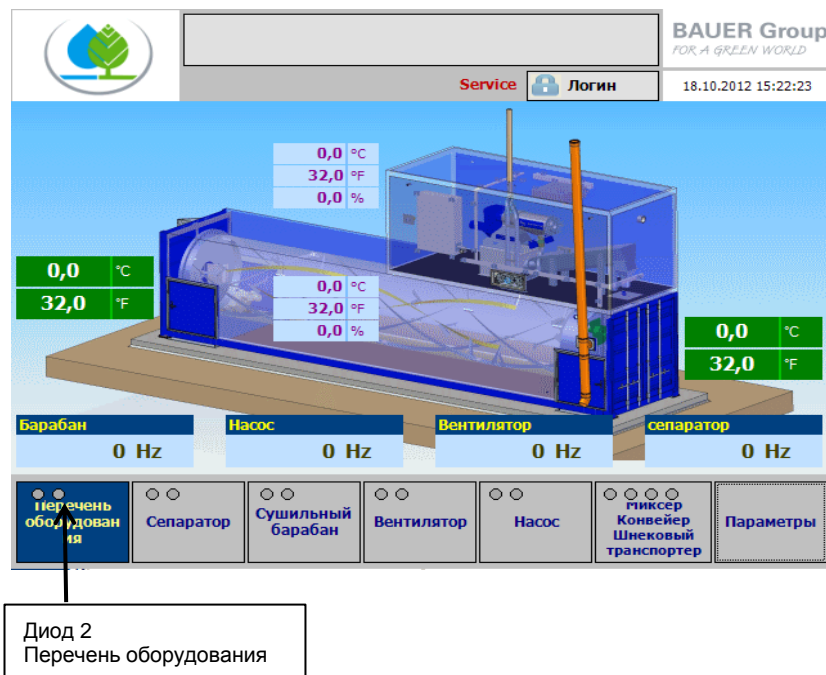 BAUER Group
FOR A GREEN WORLD
Service
Логин
18.10.2012 15:22:23
0,0 °C
32,0 °F
0,0 %
0,0 °C
32,0 °F
0,0 °C
32,0 °F
0,0 %
0,0 °C
32,0 °F
Барабан
Насос
Вентилятор
сепаратор
0 Hz
0 Hz
0 Hz
0 Hz
Перечень
оборудован
ия
Сепаратор
Сушильный
барабан
Вентилятор
Насос
Миксер
Конвейер
Шнековый
транспортер
Параметры
Диод 2
Перечень оборудования